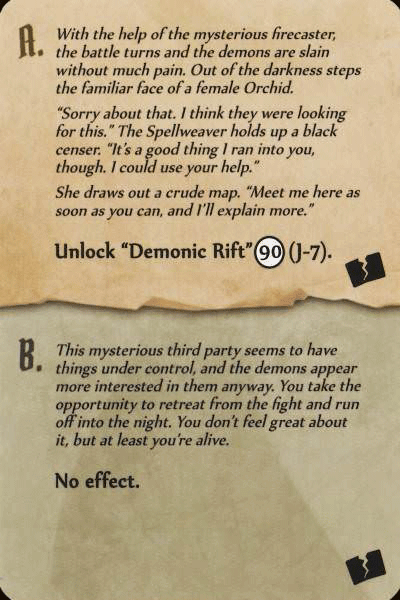 A.
With the help of the mysterious firecaster,
the battle turns and the demons are slain
without much pain. Out of the darkness steps
the familiar face of a female Orchid.
“Sorry about that. I think they were looking
for this.” The Spellweaver holds up a black
censer. “It’s a good thing I ran into you,
though. I could use your help.”
She draws out a crude map. “Meet me here as
soon as you can, and I’ll explain more.”
Unlock “Demonic Rift” 90 (J-7).
B.
This mysterious third party seems to have
things under control, and the demons appear
more interested in them anyway. You take the
opportunity to retreat from the fight and run
off into the night. You don’t feel great about
it, but at least you’re alive.
No effect.